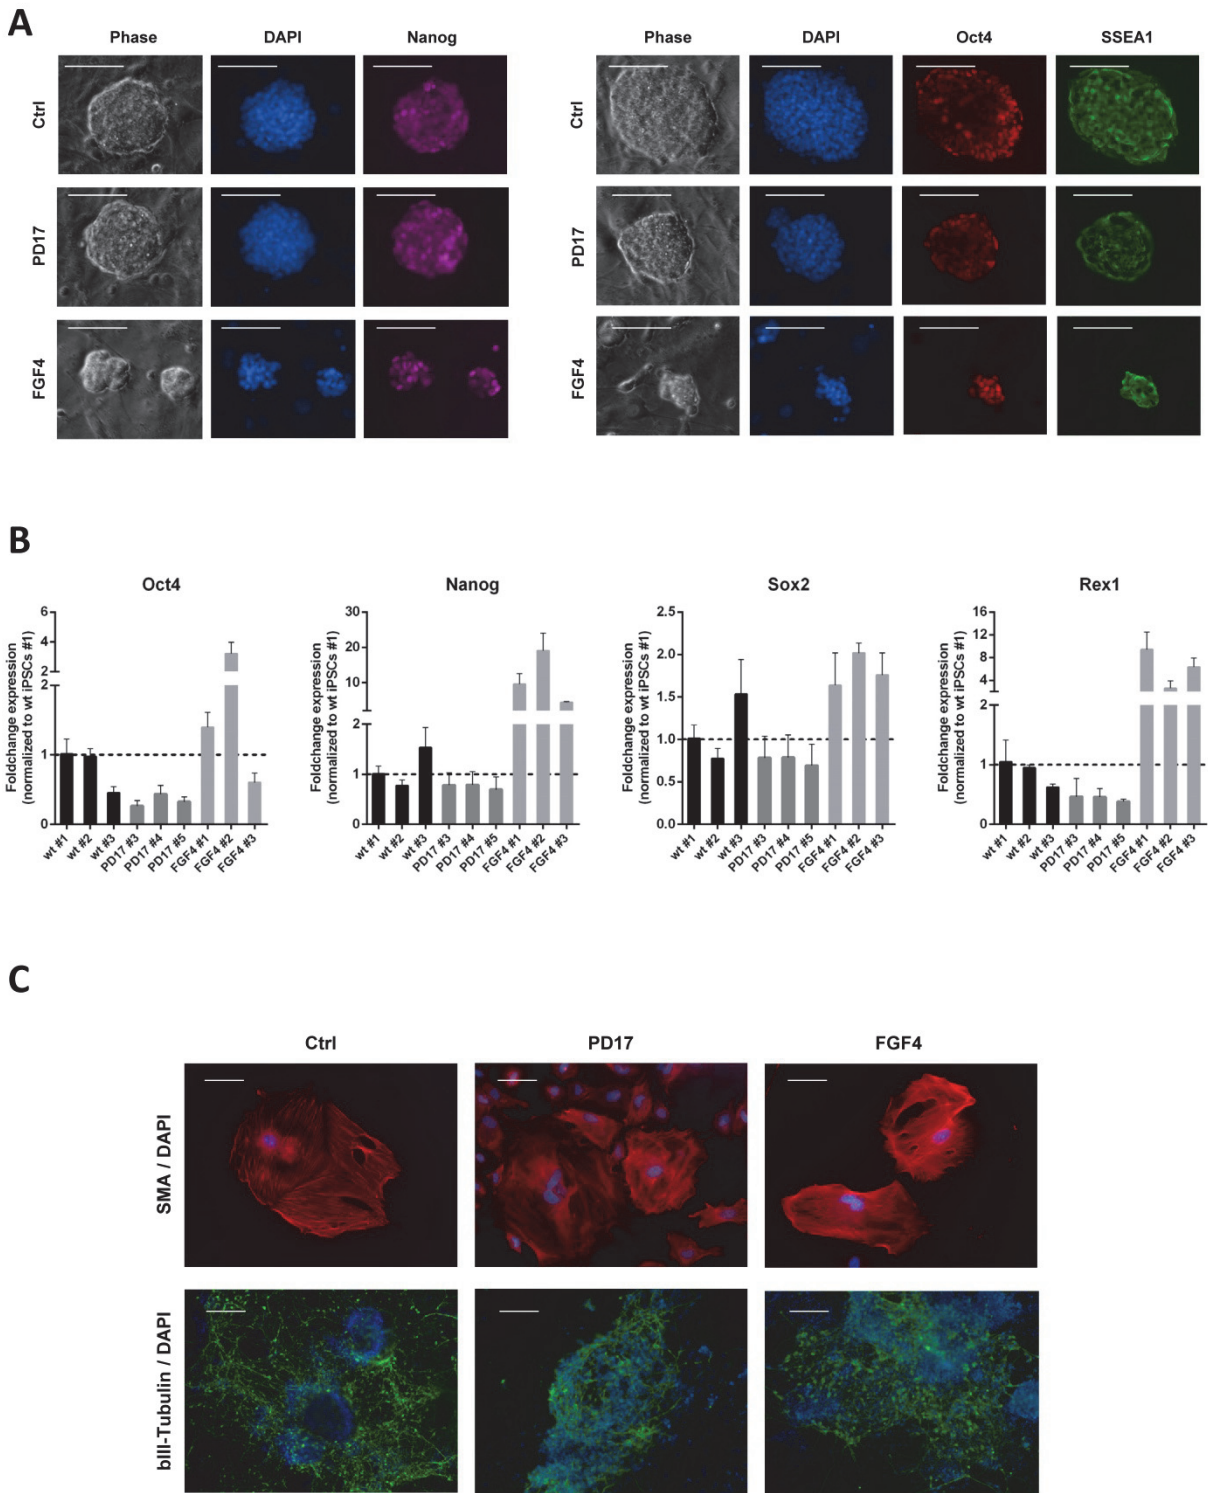 A
Phase DAPI Nanog
Phase DAPI Oct4 SSEA1
Ctrl
PD17
FGF4
Ctrl
PD17
FGF4
B
Oct4
Foldchange expression
(normalized to wt iPSCs #1)
6
4
2
2
1
0
wt #1 wt #2 wt #3 PD17 #3 PD17 #4 PD17 #5 FGF4 #1 FGF4 #2 FGF4 #3
Nanog
Foldchange expression
(normalized to wt iPSCs #1)
30
20
10
2
1
0
wt #1 wt #2 wt #3 PD17 #3 PD17 #4 PD17 #5 FGF4 #1 FGF4 #2 FGF4 #3
Sox2
Foldchange expression
(normalized to wt iPSCs #1)
2.5
2.0
1.5
1.0
0.5
0.0
wt #1 wt #2 wt #3 PD17 #3 PD17 #4 PD17 #5 FGF4 #1 FGF4 #2 FGF4 #3
Rex1
Foldchange expression
(normalized to wt iPSCs #1)
16
12
8
4
2
1
0
wt #1 wt #2 wt #3 PD17 #3 PD17 #4 PD17 #5 FGF4 #1 FGF4 #2 FGF4 #3
C
Ctrl PD17 FGF4
SMA / DAPI
bIII-Tubulin / DAPI